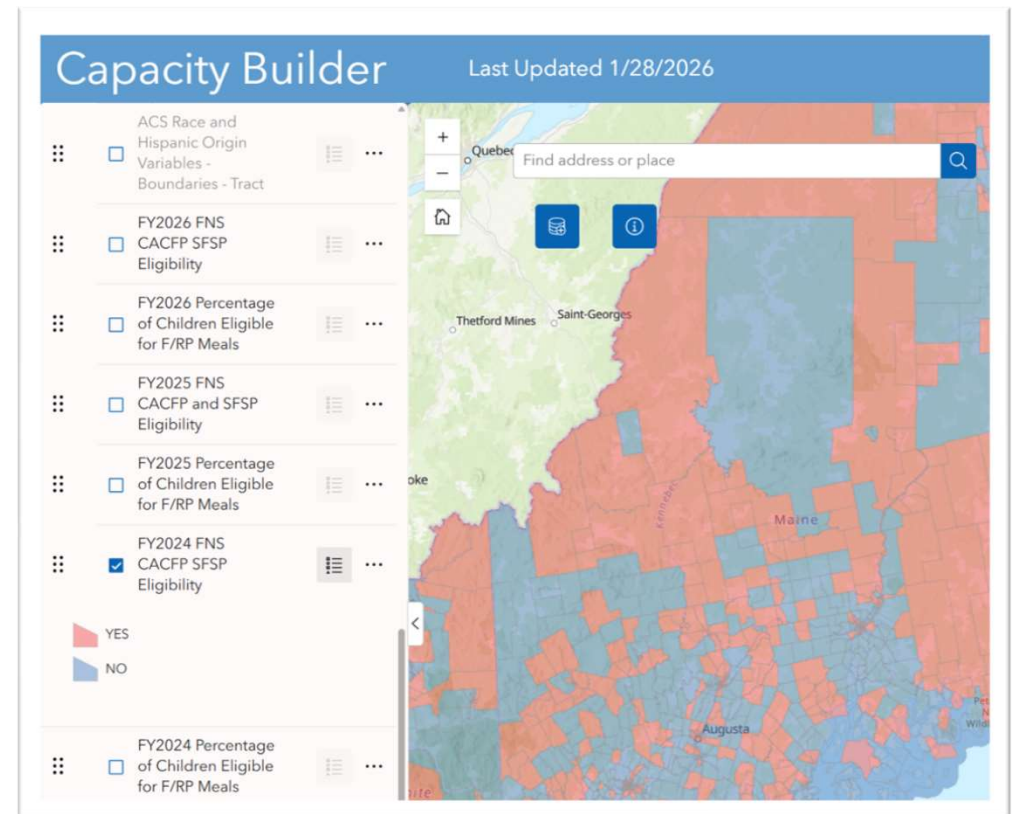 Capacity Builder
Last Updated 1/28/2026
ACS Race and
Hispanic Origin
Variables -
Boundaries - Tract
FY2026 FNS
CACFP SFSP
Eligibility
FY2026 Percentage
of Children Eligible
for F/RP Meals
FY2025 FNS
CACFP and SFSP
Eligibility
FY2025 Percentage
of Children Eligible
for F/RP Meals
FY2024 FNS
CACFP SFSP
Eligibility
YES
NO
FY2024 Percentage
of Children Eligible
for F/RP Meals
+
−
Quebec
Find address or place
Thetford Mines
Saint-Georges
oke
Kennebec
Maine
Augusta